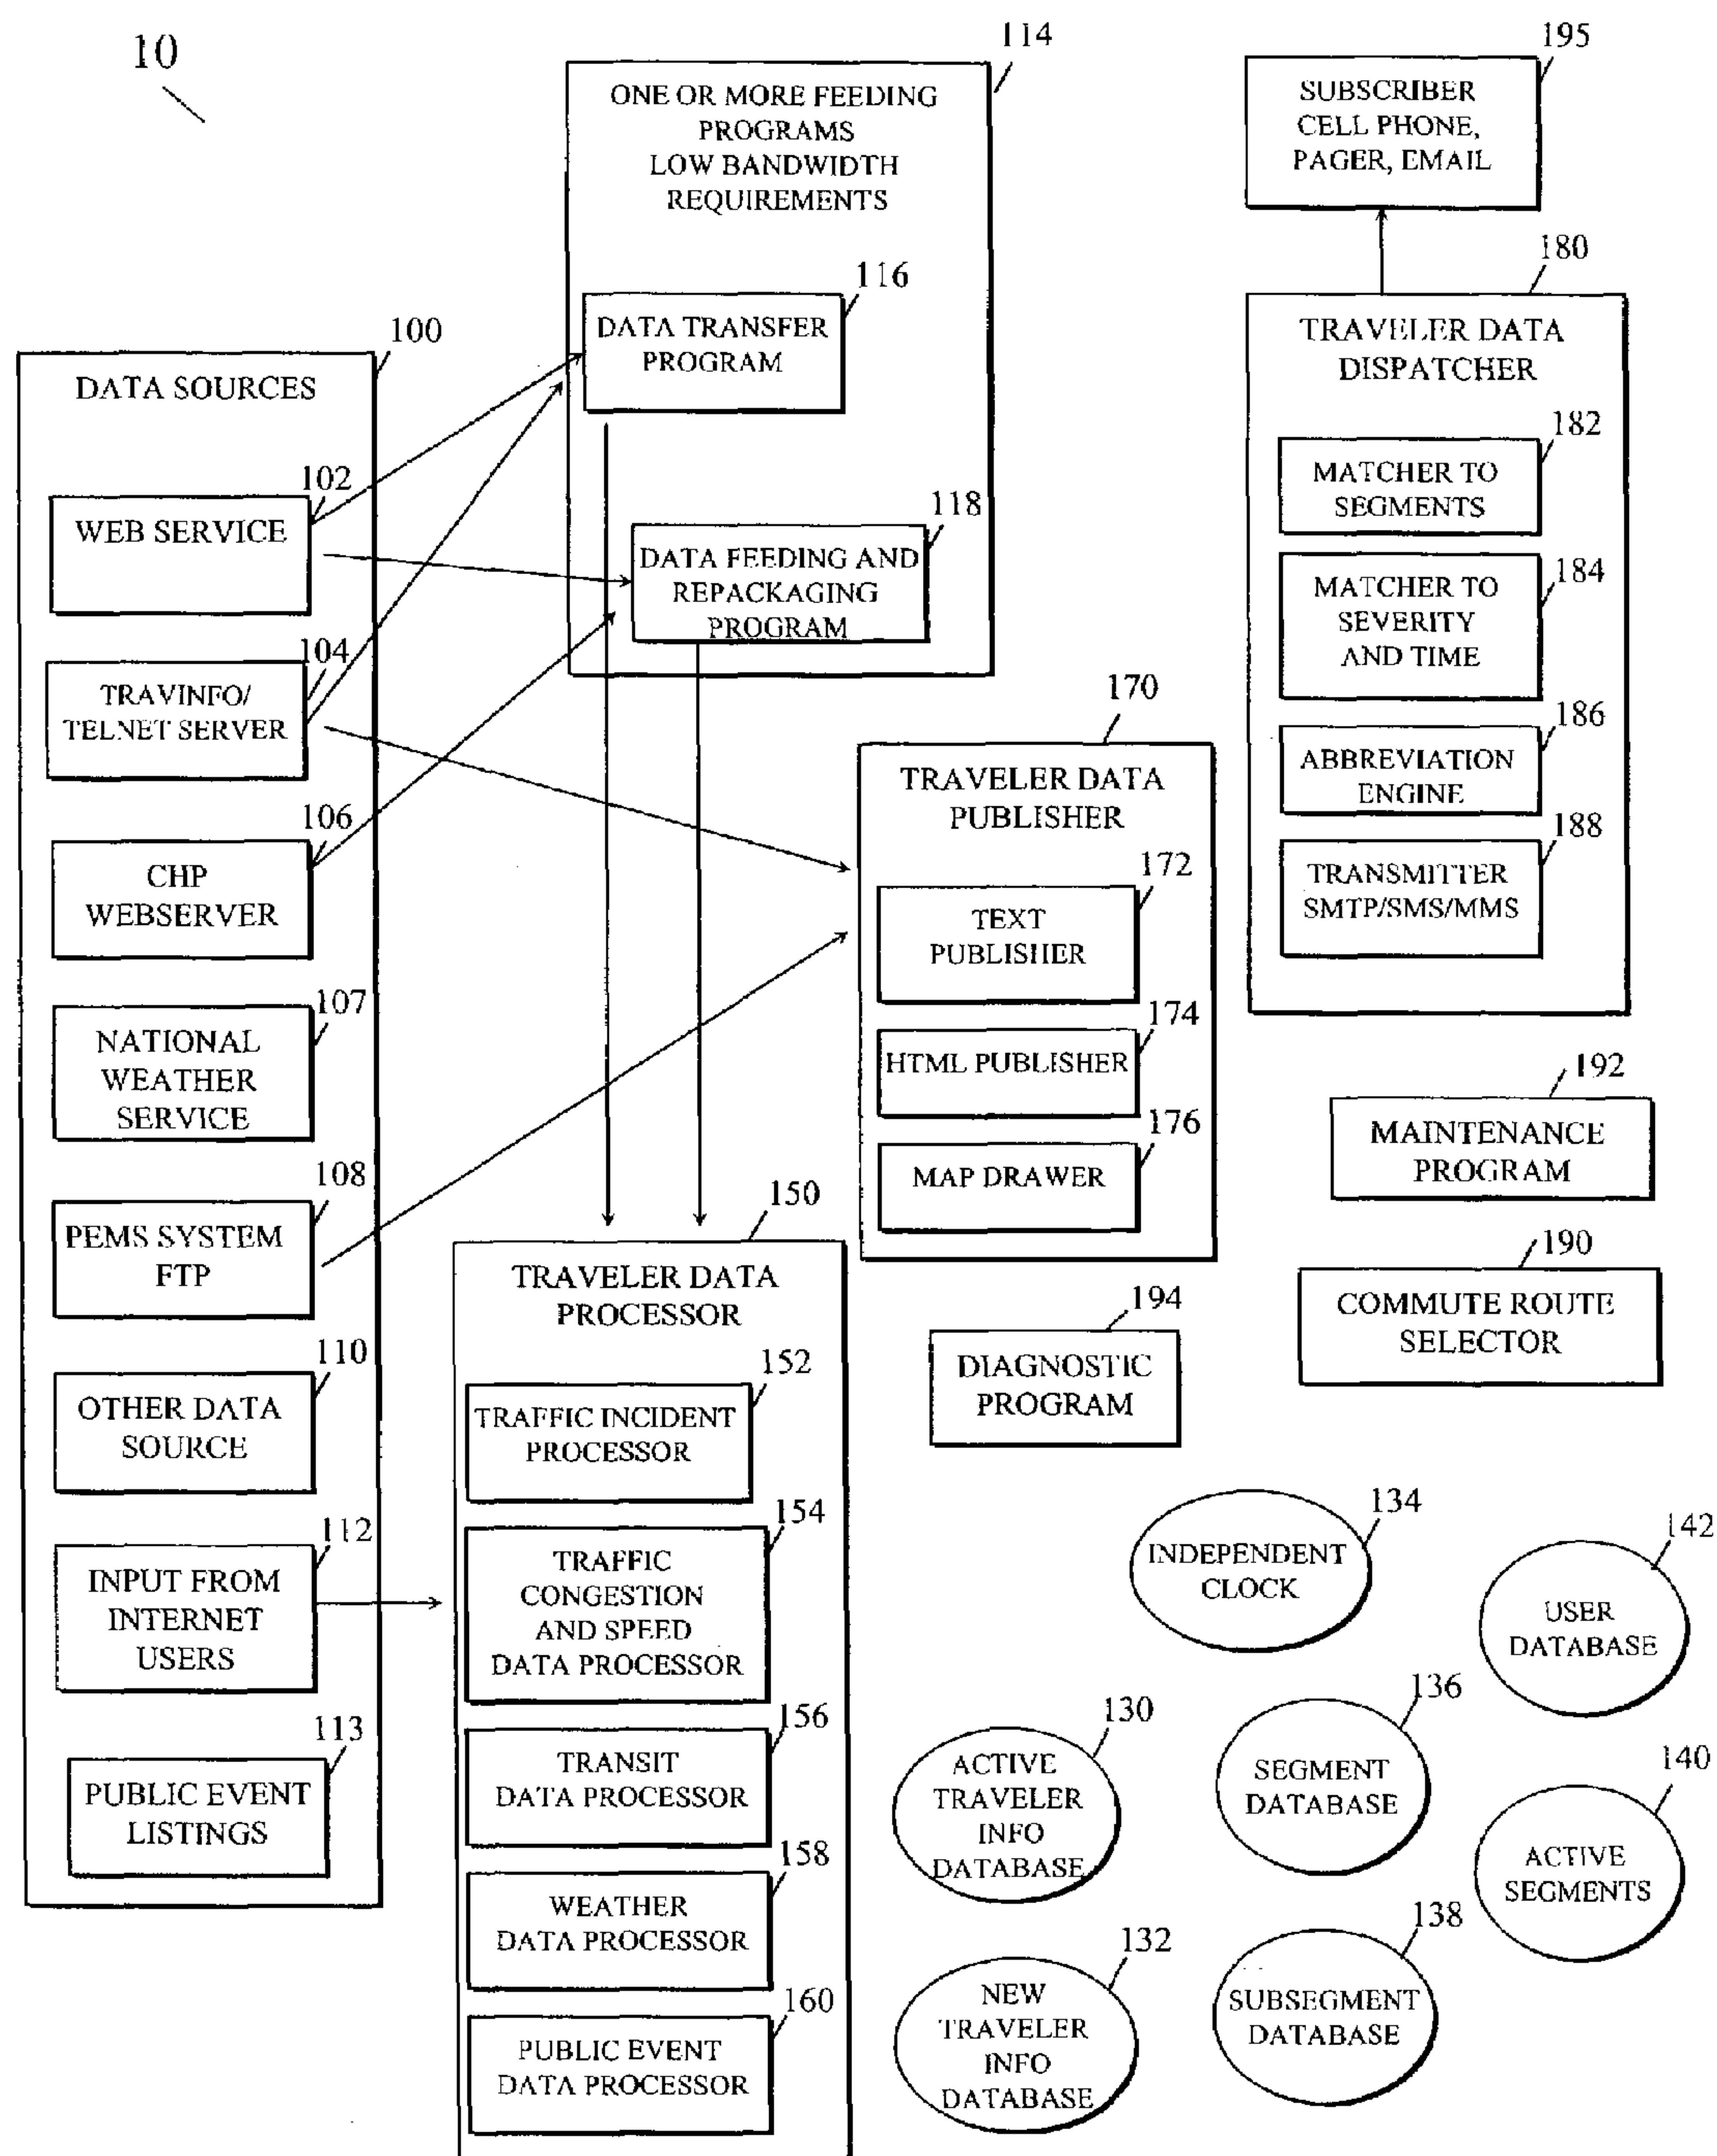 10
114
ONE OR MORE FEEDING
PROGRAMS
LOW BANDWIDTH
REQUIREMENTS
116
DATA TRANSFER
PROGRAM
118
DATA FEEDING AND
REPACKAGING
PROGRAM
195
SUBSCRIBER
CELL PHONE,
PAGER, EMAIL
180
TRAVELER DATA
DISPATCHER
182
MATCHER TO
SEGMENTS
184
MATCHER TO
SEVERITY
AND TIME
186
ABBREVIATION
ENGINE
188
TRANSMITTER
SMTP/SMS/MMS
100
DATA SOURCES
102
WEB SERVICE
104
TRAVINFO/
TELNET SERVER
106
CHP
WEBSERVER
107
NATIONAL
WEATHER
SERVICE
108
PEMS SYSTEM
FTP
110
OTHER DATA
SOURCE
112
INPUT FROM
INTERNET
USERS
113
PUBLIC EVENT
LISTINGS
170
TRAVELER DATA
PUBLISHER
172
TEXT
PUBLISHER
174
HTML PUBLISHER
176
MAP DRAWER
192
MAINTENANCE
PROGRAM
190
COMMUTE ROUTE
SELECTOR
194
DIAGNOSTIC
PROGRAM
150
TRAVELER DATA
PROCESSOR
152
TRAFFIC INCIDENT
PROCESSOR
154
TRAFFIC
CONGESTION
AND SPEED
DATA PROCESSOR
156
TRANSIT
DATA PROCESSOR
158
WEATHER
DATA PROCESSOR
160
PUBLIC EVENT
DATA PROCESSOR
134
INDEPENDENT
CLOCK
142
USER
DATABASE
130
ACTIVE
TRAVELER
INFO
DATABASE
136
SEGMENT
DATABASE
140
ACTIVE
SEGMENTS
132
NEW
TRAVELER
INFO
DATABASE
138
SUBSEGMENT
DATABASE